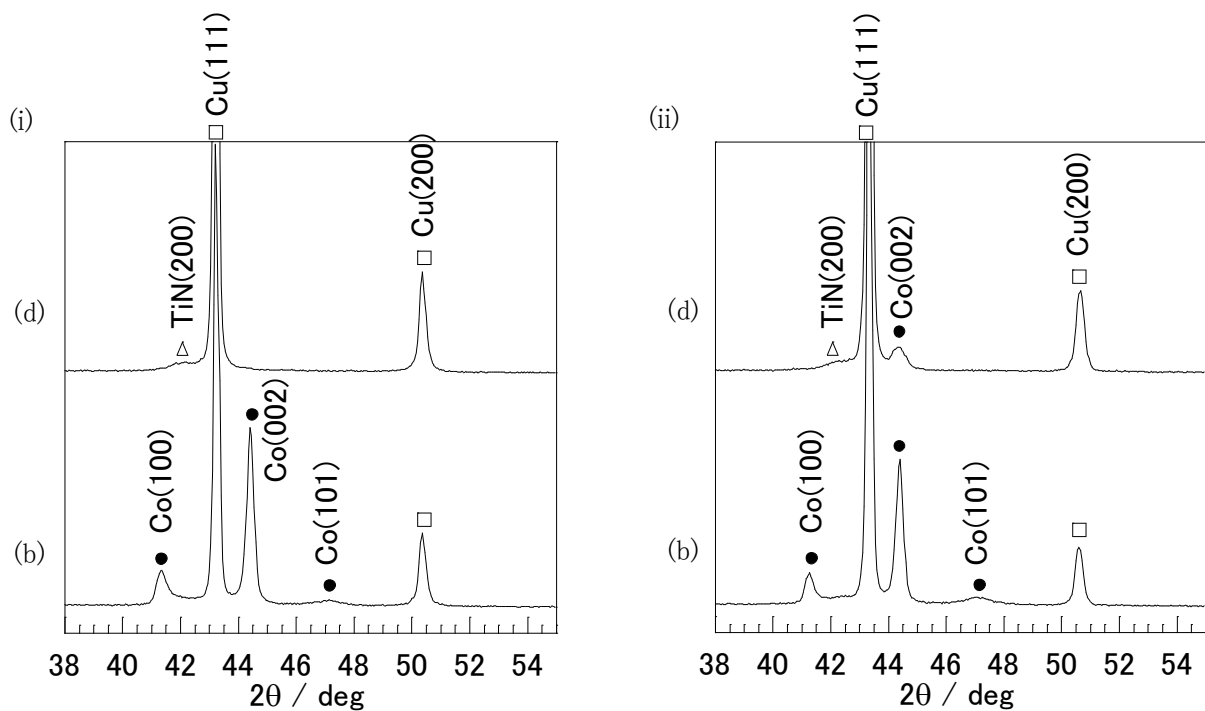 (i)
Cu(111)
TiN(200)
Cu(200)
(d)
Co(100)
Co(002)
Co(101)
(b)
38 40 42 44 46 48 50 52 54
2θ / deg
(ii)
Cu(111)
TiN(200)
Co(002)
Cu(200)
(d)
Co(100)
Co(101)
(b)
38 40 42 44 46 48 50 52 54
2θ / deg